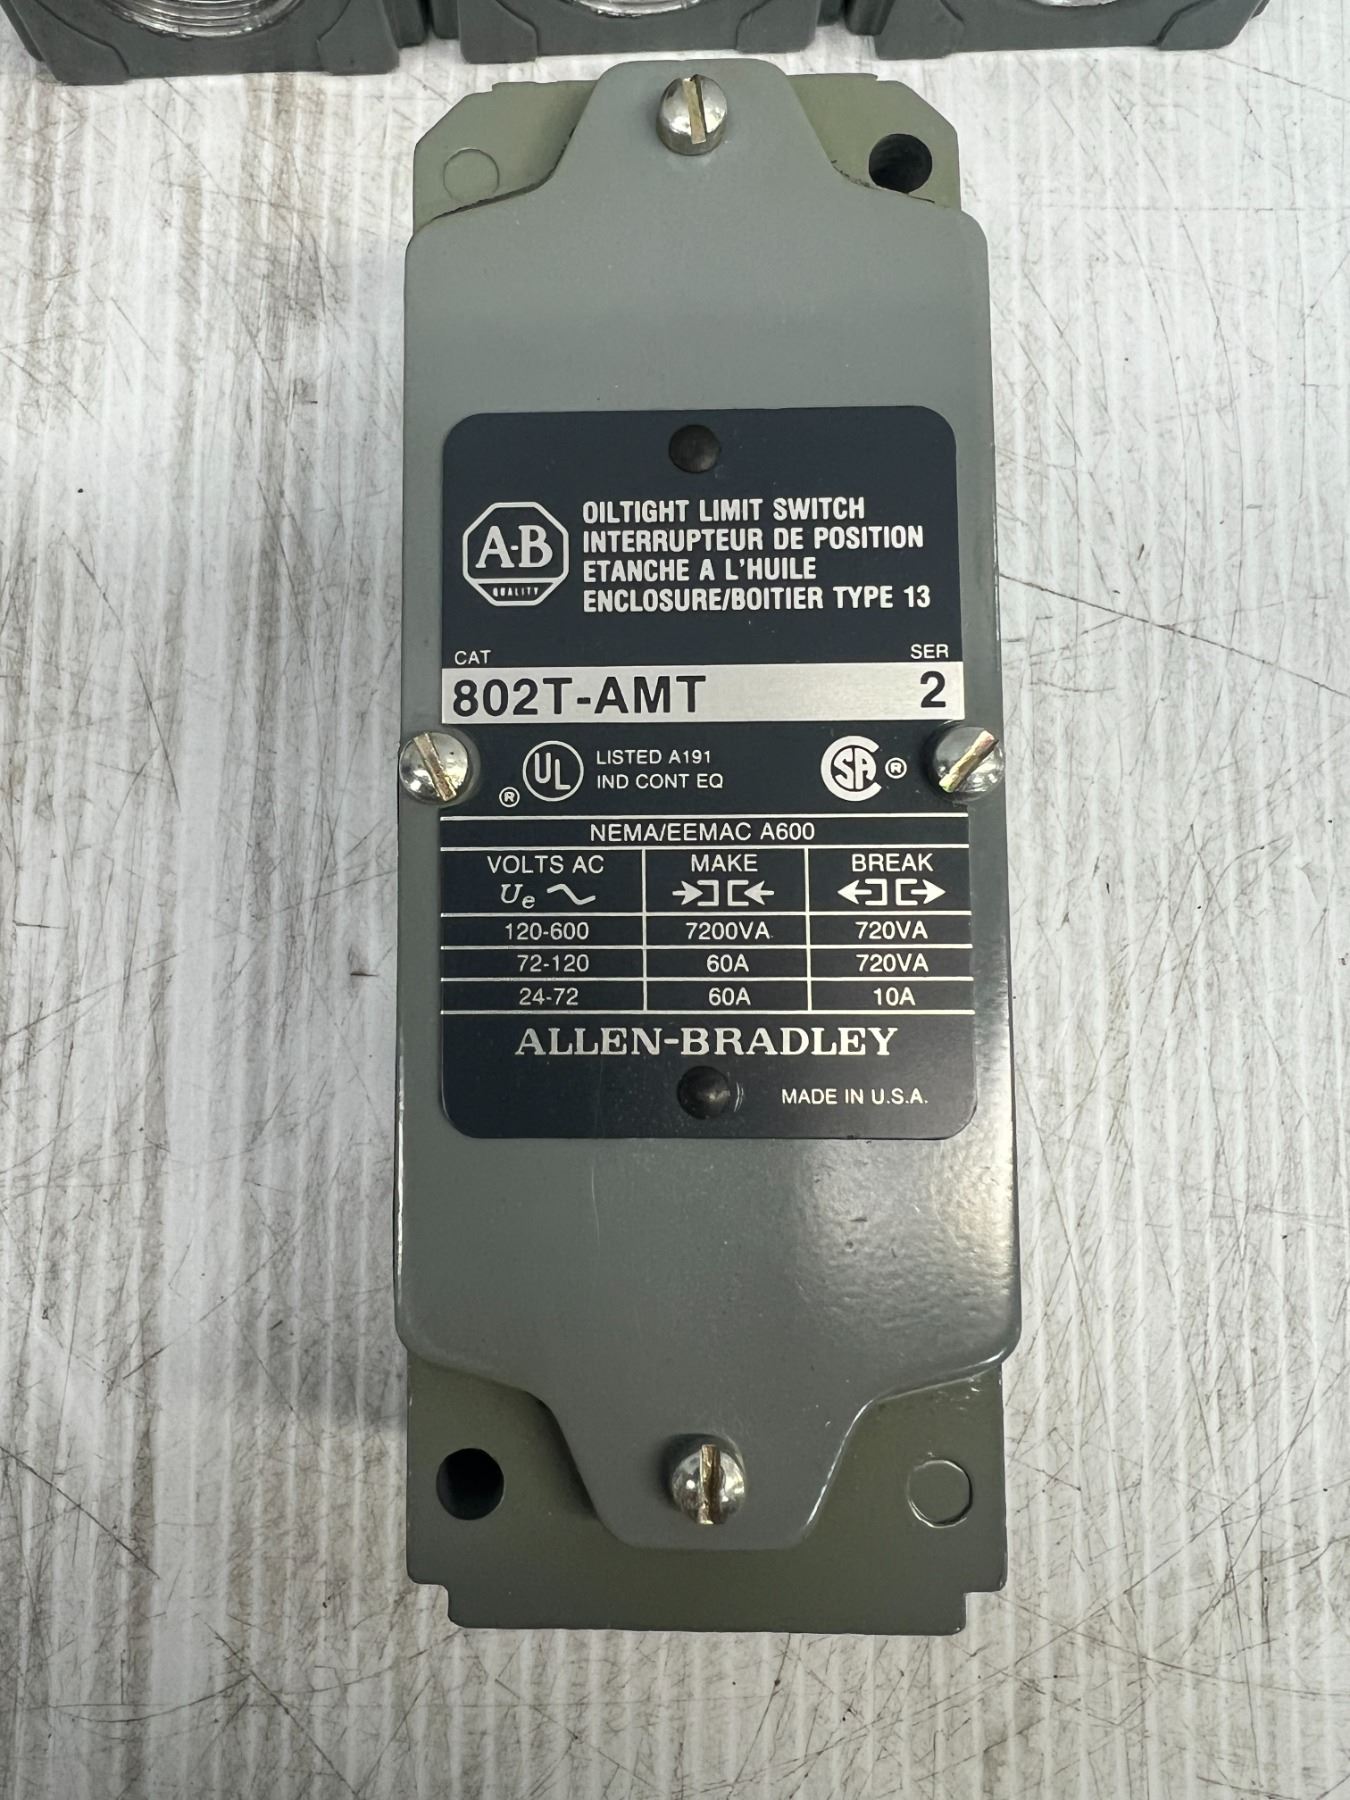 A-B
QUALITY
OILTIGHT LIMIT SWITCH
INTERRUPTEUR DE POSITION
ETANCHE A L'HUILE
ENCLOSURE/BOITIER TYPE 13
CAT SER
802T-AMT 2
® UL LISTED A191
IND CONT EQ
SA ®
NEMA/EEMAC A600
VOLTS AC MAKE BREAK
Ue
120-600 7200VA 720VA
72-120 60A 720VA
24-72 60A 10A
ALLEN-BRADLEY
MADE IN U.S.A.